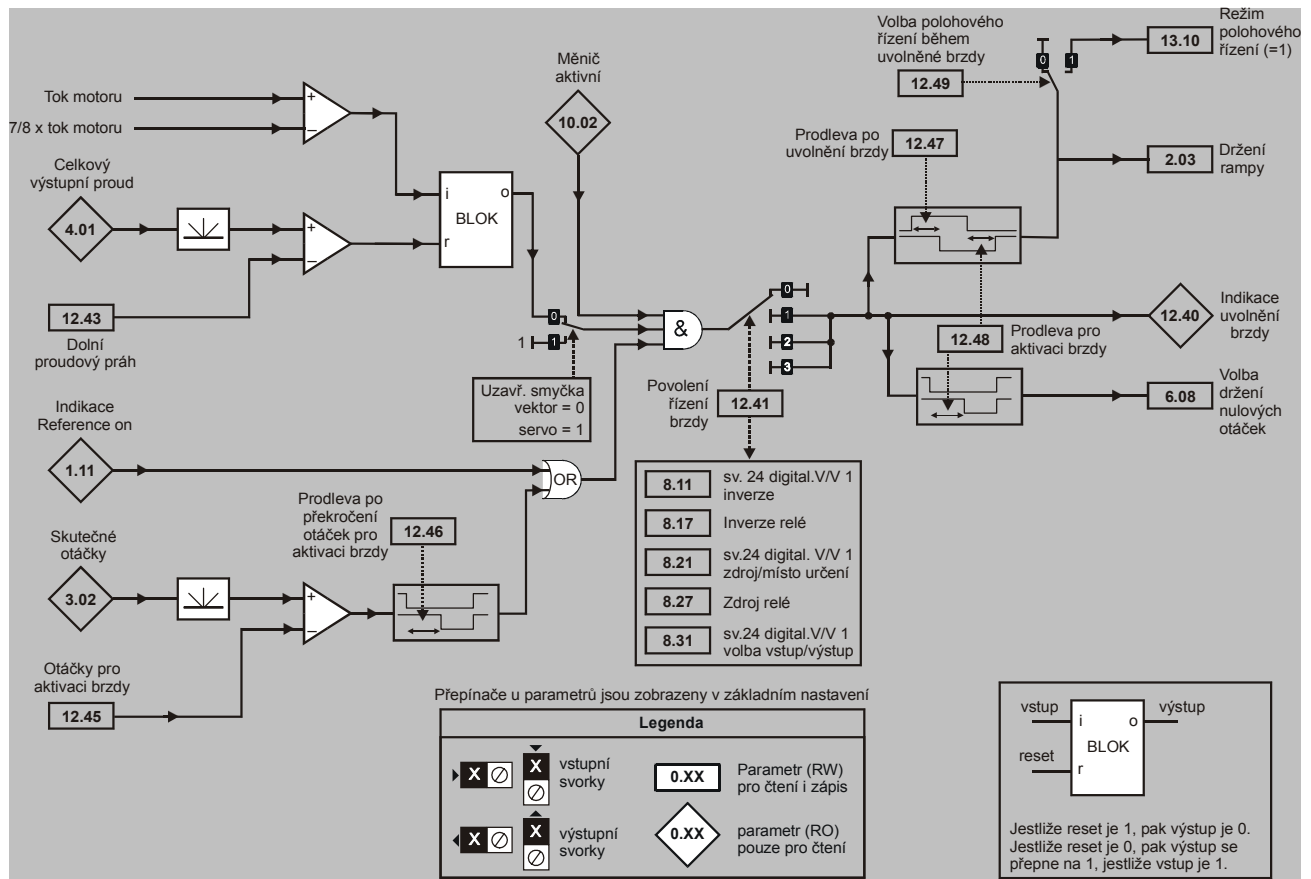 Tok motoru
7/8 x tok motoru
Celkový
výstupní proud
4.01
12.43
Dolní
proudový práh
+
−
+
−
i
o
BLOK
r
Měnič
aktivní
10.02
0
1
1
Uzavř. smyčka
vektor = 0
servo = 1
&
0
1
2
3
Povolení
řízení
brzdy
12.41
Volba polohového
řízení během
uvolněné brzdy
12.49
0
1
13.10
Režim
polohového
řízení (=1)
Prodleva po
uvolnění brzdy
12.47
2.03
Držení
rampy
12.48
Prodleva pro
aktivaci brzdy
12.40
Indikace
uvolnění
brzdy
6.08
Volba
držení
nulových
otáček
Indikace
Reference on
1.11
OR
Prodleva po
překročení
otáček pro
aktivaci brzdy
12.46
Skutečné
otáčky
3.02
+
−
Otáčky pro
aktivaci brzdy
12.45
8.11
sv. 24 digital.V/V 1
inverze
8.17
Inverze relé
8.21
sv.24 digital. V/V 1
zdroj/místo určení
8.27
Zdroj relé
8.31
sv.24 digital.V/V 1
volba vstup/výstup
Přepínače u parametrů jsou zobrazeny v základním nastavení
Legenda
X
X
vstupní
svorky
0.XX
Parametr (RW)
pro čtení i zápis
X
X
výstupní
svorky
0.XX
parametr (RO)
pouze pro čtení
vstup
i
o
výstup
BLOK
reset
r
Jestliže reset je 1, pak výstup je 0.
Jestliže reset je 0, pak výstup se
přepne na 1, jestliže vstup je 1.